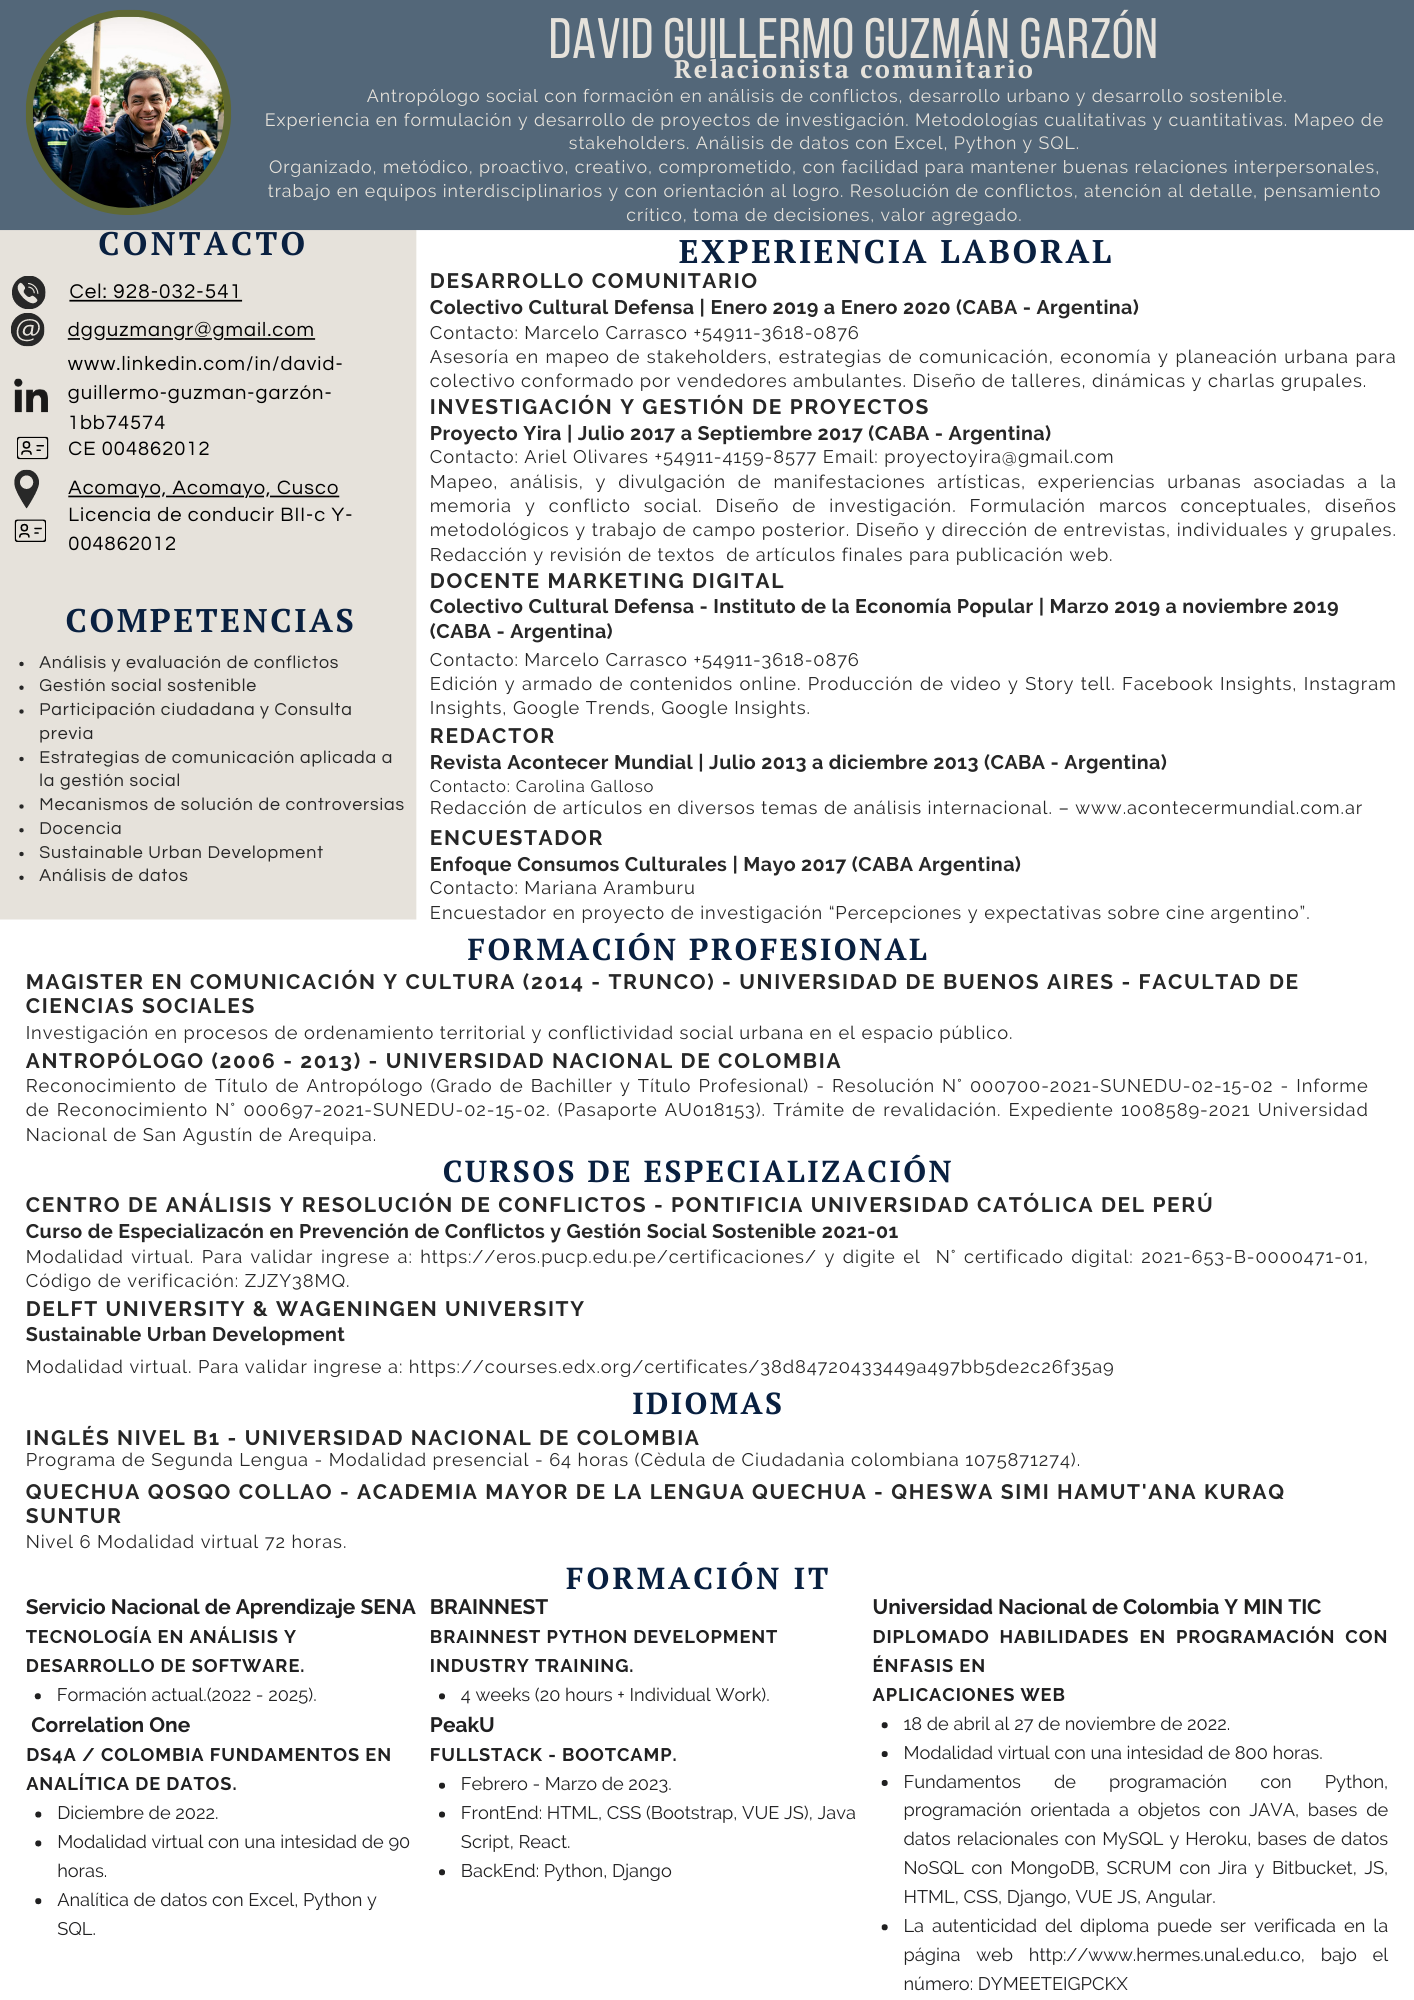 DAVID GUILLERMO GUZMÁN GARZÓN
Relacionista comunitario
Antropólogo social con formación en análisis de conflictos, desarrollo urbano y desarrollo sostenible.
Experiencia en formulación y desarrollo de proyectos de investigación. Metodologías cualitativas y cuantitativas. Mapeo de
stakeholders. Análisis de datos con Excel, Python y SQL.
Organizado, metódico, proactivo, creativo, comprometido, con facilidad para mantener buenas relaciones interpersonales,
trabajo en equipos interdisciplinarios y con orientación al logro. Resolución de conflictos, atención al detalle, pensamiento
crítico, toma de decisiones, valor agregado.
CONTACTO
Cel: 928-032-541
dgguzmangr@gmail.com
www.linkedin.com/in/david-
guillermo-guzman-garzón-
1bb74574
CE 004862012
Acomayo, Acomayo, Cusco
Licencia de conducir BII-c Y-
004862012
COMPETENCIAS
• Análisis y evaluación de conflictos
• Gestión social sostenible
• Participación ciudadana y Consulta
previa
• Estrategias de comunicación aplicada a
la gestión social
• Mecanismos de solución de controversias
• Docencia
• Sustainable Urban Development
• Análisis de datos
EXPERIENCIA LABORAL
DESARROLLO COMUNITARIO
Colectivo Cultural Defensa | Enero 2019 a Enero 2020 (CABA - Argentina)
Contacto: Marcelo Carrasco +54911-3618-0876
Asesoría en mapeo de stakeholders, estrategias de comunicación, economía y planeación urbana para
colectivo conformado por vendedores ambulantes. Diseño de talleres, dinámicas y charlas grupales.
INVESTIGACIÓN Y GESTIÓN DE PROYECTOS
Proyecto Yira | Julio 2017 a Septiembre 2017 (CABA - Argentina)
Contacto: Ariel Olivares +54911-4159-8577 Email: proyectoyira@gmail.com
Mapeo, análisis, y divulgación de manifestaciones artísticas, experiencias urbanas asociadas a la
memoria y conflicto social. Diseño de investigación. Formulación marcos conceptuales, diseños
metodológicos y trabajo de campo posterior. Diseño y dirección de entrevistas, individuales y grupales.
Redacción y revisión de textos  de artículos finales para publicación web.
DOCENTE MARKETING DIGITAL
Colectivo Cultural Defensa - Instituto de la Economía Popular | Marzo 2019 a noviembre 2019
(CABA - Argentina)
Contacto: Marcelo Carrasco +54911-3618-0876
Edición y armado de contenidos online. Producción de video y Story tell. Facebook Insights, Instagram
Insights, Google Trends, Google Insights.
REDACTOR
Revista Acontecer Mundial | Julio 2013 a diciembre 2013 (CABA - Argentina)
Contacto: Carolina Galloso
Redacción de artículos en diversos temas de análisis internacional. – www.acontecermundial.com.ar
ENCUESTADOR
Enfoque Consumos Culturales | Mayo 2017 (CABA Argentina)
Contacto: Mariana Aramburu
Encuestador en proyecto de investigación “Percepciones y expectativas sobre cine argentino”.
FORMACIÓN PROFESIONAL
MAGISTER EN COMUNICACIÓN Y CULTURA (2014 - TRUNCO) - UNIVERSIDAD DE BUENOS AIRES - FACULTAD DE
CIENCIAS SOCIALES
Investigación en procesos de ordenamiento territorial y conflictividad social urbana en el espacio público.
ANTROPÓLOGO (2006 - 2013) - UNIVERSIDAD NACIONAL DE COLOMBIA
Reconocimiento de Título de Antropólogo (Grado de Bachiller y Título Profesional) - Resolución N° 000700-2021-SUNEDU-02-15-02 - Informe
de Reconocimiento N° 000697-2021-SUNEDU-02-15-02. (Pasaporte AU018153). Trámite de revalidación. Expediente 1008589-2021 Universidad
Nacional de San Agustín de Arequipa.
CURSOS DE ESPECIALIZACIÓN
CENTRO DE ANÁLISIS Y RESOLUCIÓN DE CONFLICTOS - PONTIFICIA UNIVERSIDAD CATÓLICA DEL PERÚ
Curso de Especializacón en Prevención de Conflictos y Gestión Social Sostenible 2021-01
Modalidad virtual. Para validar ingrese a: https://eros.pucp.edu.pe/certificaciones/ y digite el  N° certificado digital: 2021-653-B-0000471-01,
Código de verificación: ZJZY38MQ.
DELFT UNIVERSITY & WAGENINGEN UNIVERSITY
Sustainable Urban Development
Modalidad virtual. Para validar ingrese a: https://courses.edx.org/certificates/38d84720433449a497bb5de2c26f35a9
IDIOMAS
INGLÉS NIVEL B1 - UNIVERSIDAD NACIONAL DE COLOMBIA
Programa de Segunda Lengua - Modalidad presencial - 64 horas (Cèdula de Ciudadanìa colombiana 1075871274).
QUECHUA QOSQO COLLAO - ACADEMIA MAYOR DE LA LENGUA QUECHUA - QHESWA SIMI HAMUT'ANA KURAQ
SUNTUR
Nivel 6 Modalidad virtual 72 horas.
FORMACIÓN IT
Servicio Nacional de Aprendizaje SENA
TECNOLOGÍA EN ANÁLISIS Y
DESARROLLO DE SOFTWARE.
• Formación actual.(2022 - 2025).
Correlation One
DS4A / COLOMBIA FUNDAMENTOS EN
ANALÍTICA DE DATOS.
• Diciembre de 2022.
• Modalidad virtual con una intesidad de 90
horas.
• Analítica de datos con Excel, Python y
SQL.
BRAINNEST
BRAINNEST PYTHON DEVELOPMENT
INDUSTRY TRAINING.
• 4 weeks (20 hours + Individual Work).
PeakU
FULLSTACK - BOOTCAMP.
• Febrero - Marzo de 2023.
• FrontEnd: HTML, CSS (Bootstrap, VUE JS), Java
Script, React.
• BackEnd: Python, Django
Universidad Nacional de Colombia Y MIN TIC
DIPLOMADO HABILIDADES EN PROGRAMACIÓN CON
ÉNFASIS EN
APLICACIONES WEB
• 18 de abril al 27 de noviembre de 2022.
• Modalidad virtual con una intesidad de 800 horas.
• Fundamentos de programación con Python,
programación orientada a objetos con JAVA, bases de
datos relacionales con MySQL y Heroku, bases de datos
NoSQL con MongoDB, SCRUM con Jira y Bitbucket, JS,
HTML, CSS, Django, VUE JS, Angular.
• La autenticidad del diploma puede ser verificada en la
página web http://www.hermes.unal.edu.co, bajo el
número: DYMEETEIGPCKX